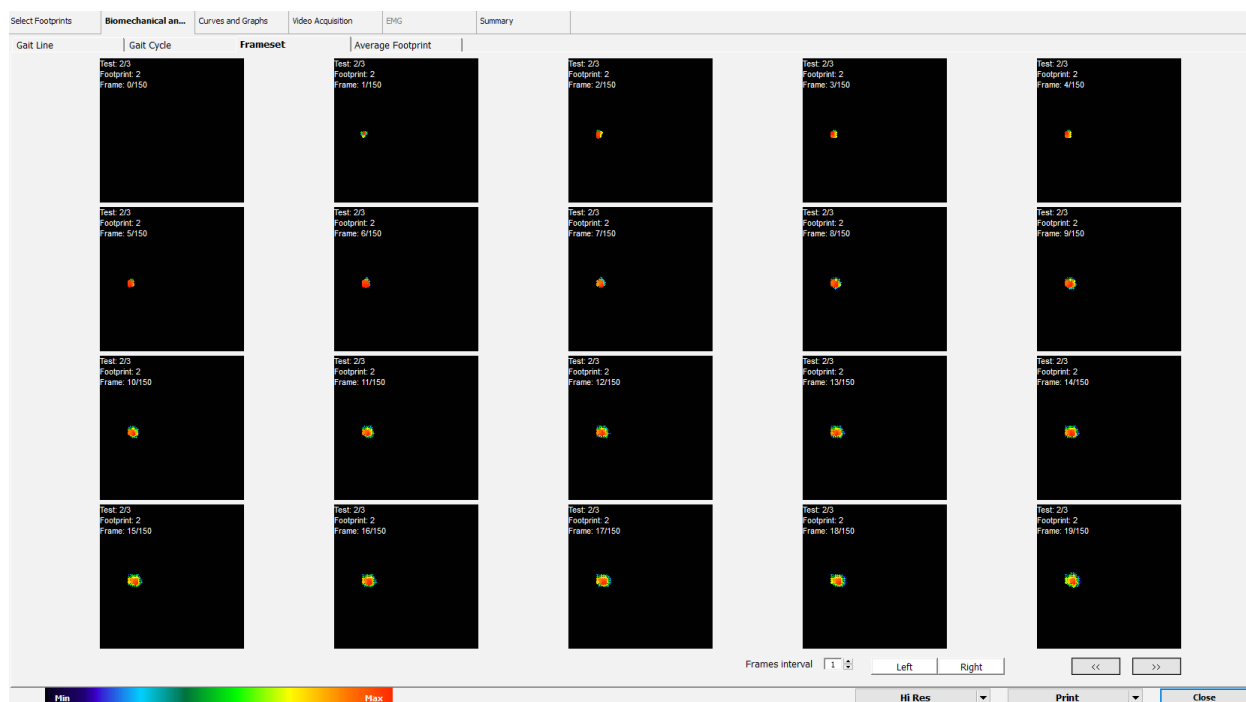 Select Footprints Biomechanical an... Curves and Graphs Video Acquisition EMG Summary
Gait Line Gait Cycle Frameset Average Footprint
Test: 2/3 Test: 2/3 Test: 2/3 Test: 2/3 Test: 2/3
Footprint: 2 Footprint: 2 Footprint: 2 Footprint: 2 Footprint: 2
Frame: 0/150 Frame: 1/150 Frame: 2/150 Frame: 3/150 Frame: 4/150
Test: 2/3 Test: 2/3 Test: 2/3 Test: 2/3 Test: 2/3
Footprint: 2 Footprint: 2 Footprint: 2 Footprint: 2 Footprint: 2
Frame: 5/150 Frame: 6/150 Frame: 7/150 Frame: 8/150 Frame: 9/150
Test: 2/3 Test: 2/3 Test: 2/3 Test: 2/3 Test: 2/3
Footprint: 2 Footprint: 2 Footprint: 2 Footprint: 2 Footprint: 2
Frame: 10/150 Frame: 11/150 Frame: 12/150 Frame: 13/150 Frame: 14/150
Test: 2/3 Test: 2/3 Test: 2/3 Test: 2/3 Test: 2/3
Footprint: 2 Footprint: 2 Footprint: 2 Footprint: 2 Footprint: 2
Frame: 15/150 Frame: 16/150 Frame: 17/150 Frame: 18/150 Frame: 19/150
Frames interval 1 Left Right << >>
Min Max Hi Res Print Close